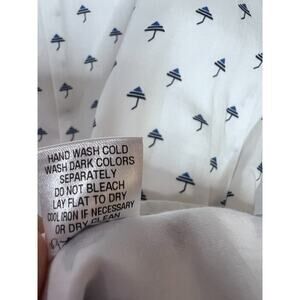 HAND WASH COLD
WASH DARK COLORS
SEPARATELY
DO NOT BLEACH
LAY FLAT TO DRY
COOL IRON IF NECESSARY
OR DRY CLEAN